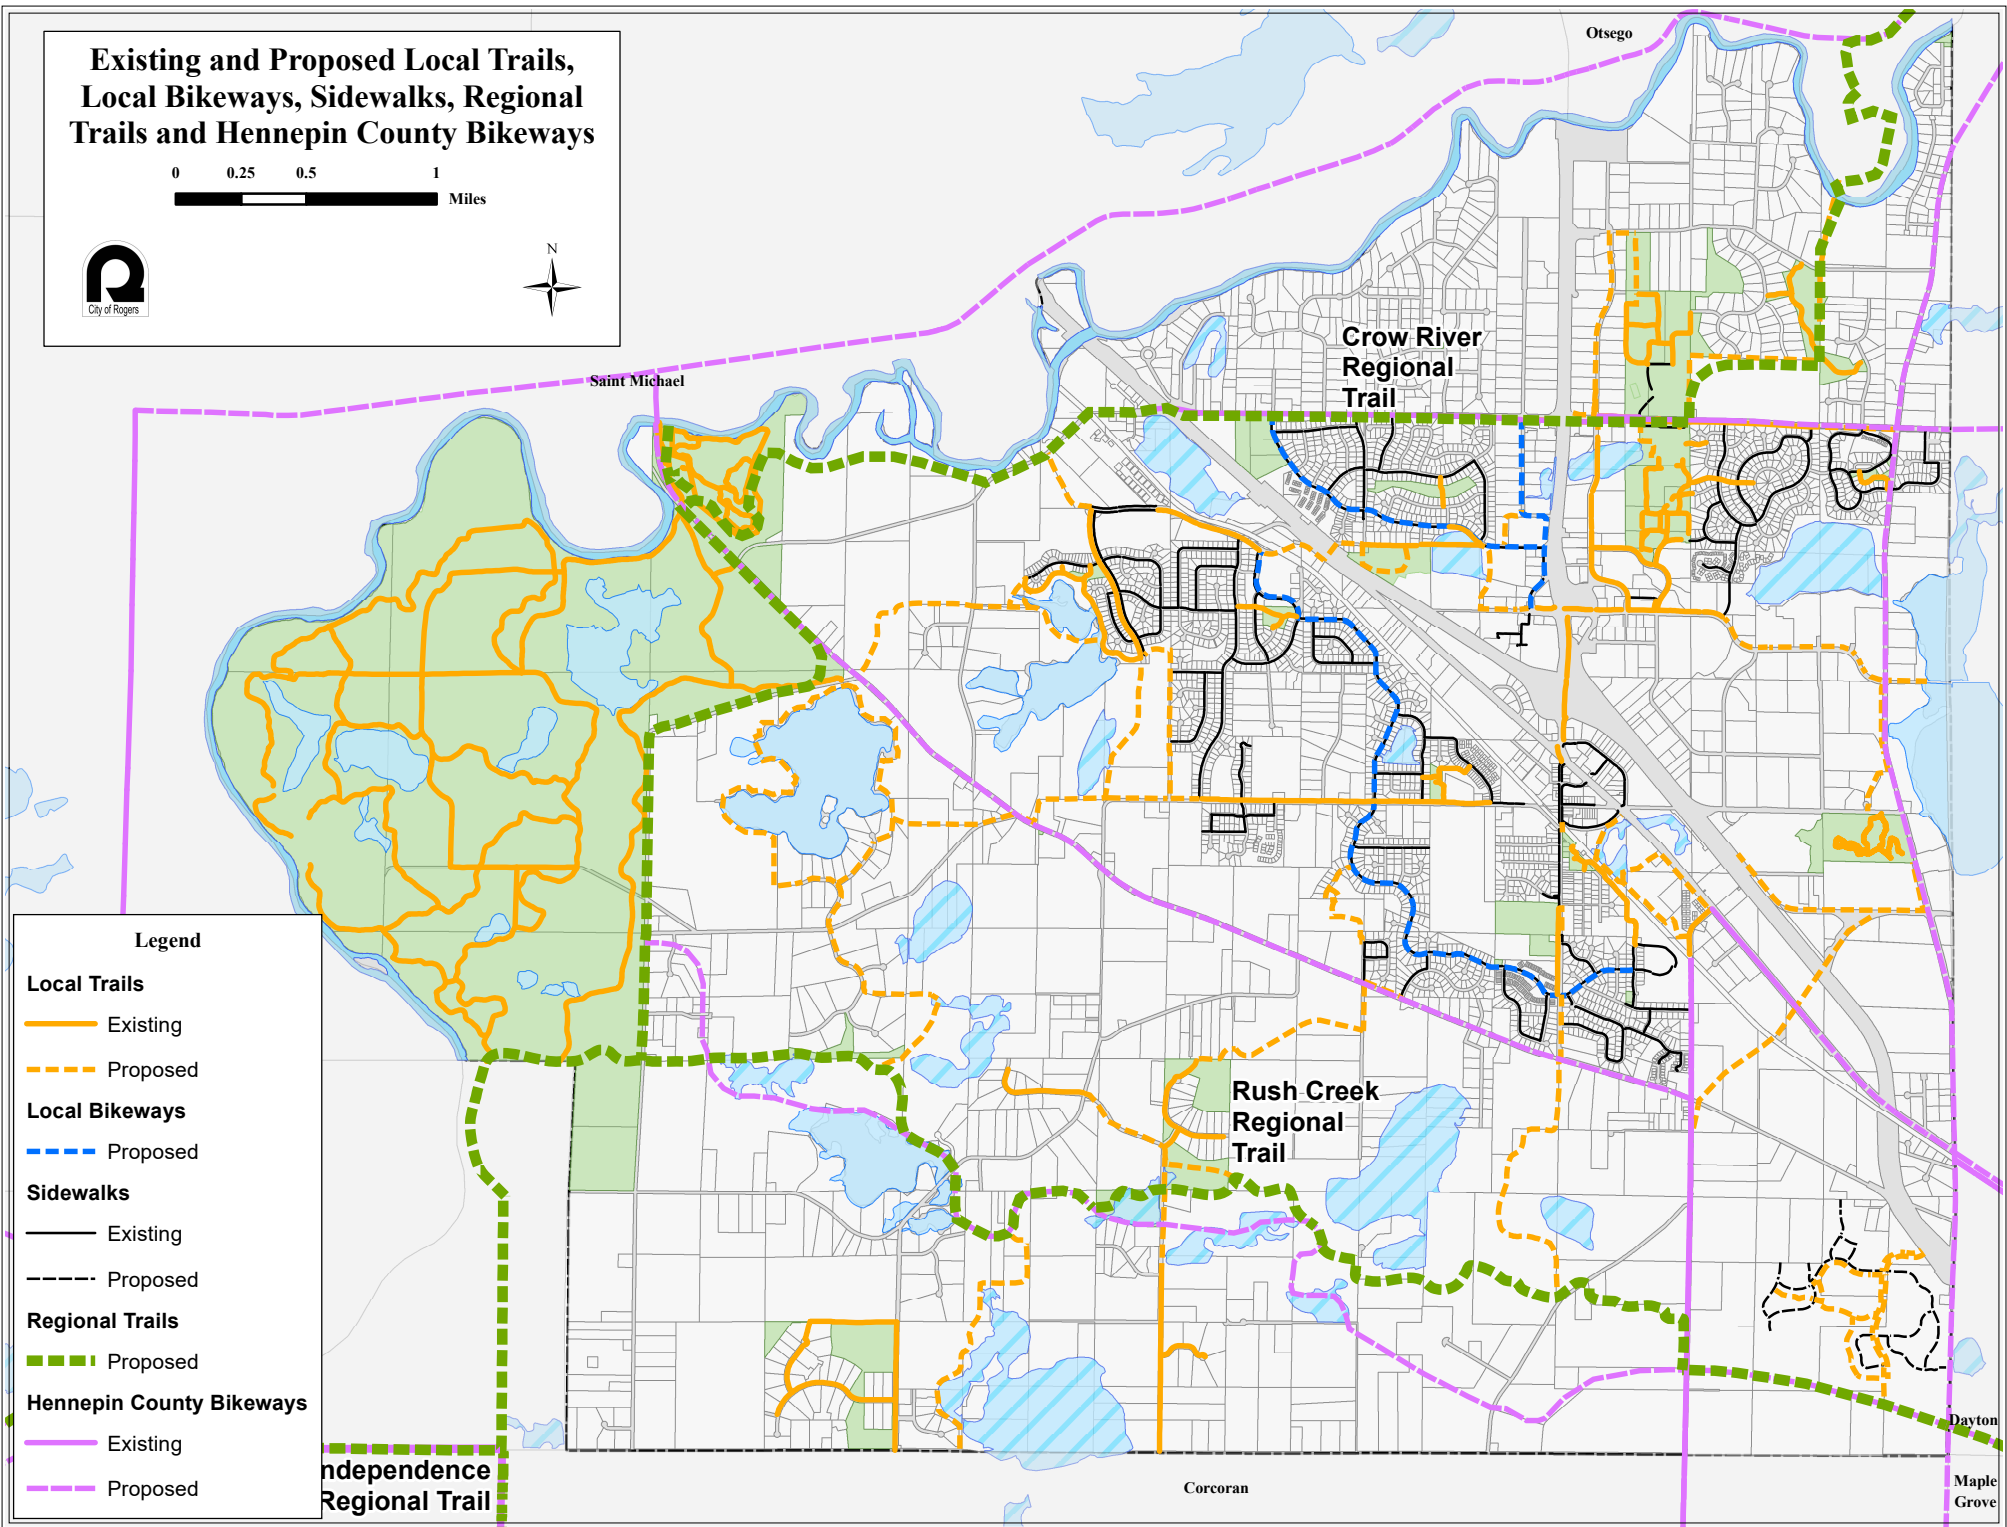 Existing and Proposed Local Trails,
Local Bikeways, Sidewalks, Regional
Trails and Hennepin County Bikeways
0 0.25 0.5 1
Miles
N
City of Rogers
Otsego
Saint Michael
Crow River
Regional
Trail
Rush Creek
Regional
Trail
Legend
Local Trails
Existing
Proposed
Local Bikeways
Proposed
Sidewalks
Existing
Proposed
Regional Trails
Proposed
Hennepin County Bikeways
Existing
Proposed
ndependence
Regional Trail
Corcoran
Dayton
Maple
Grove